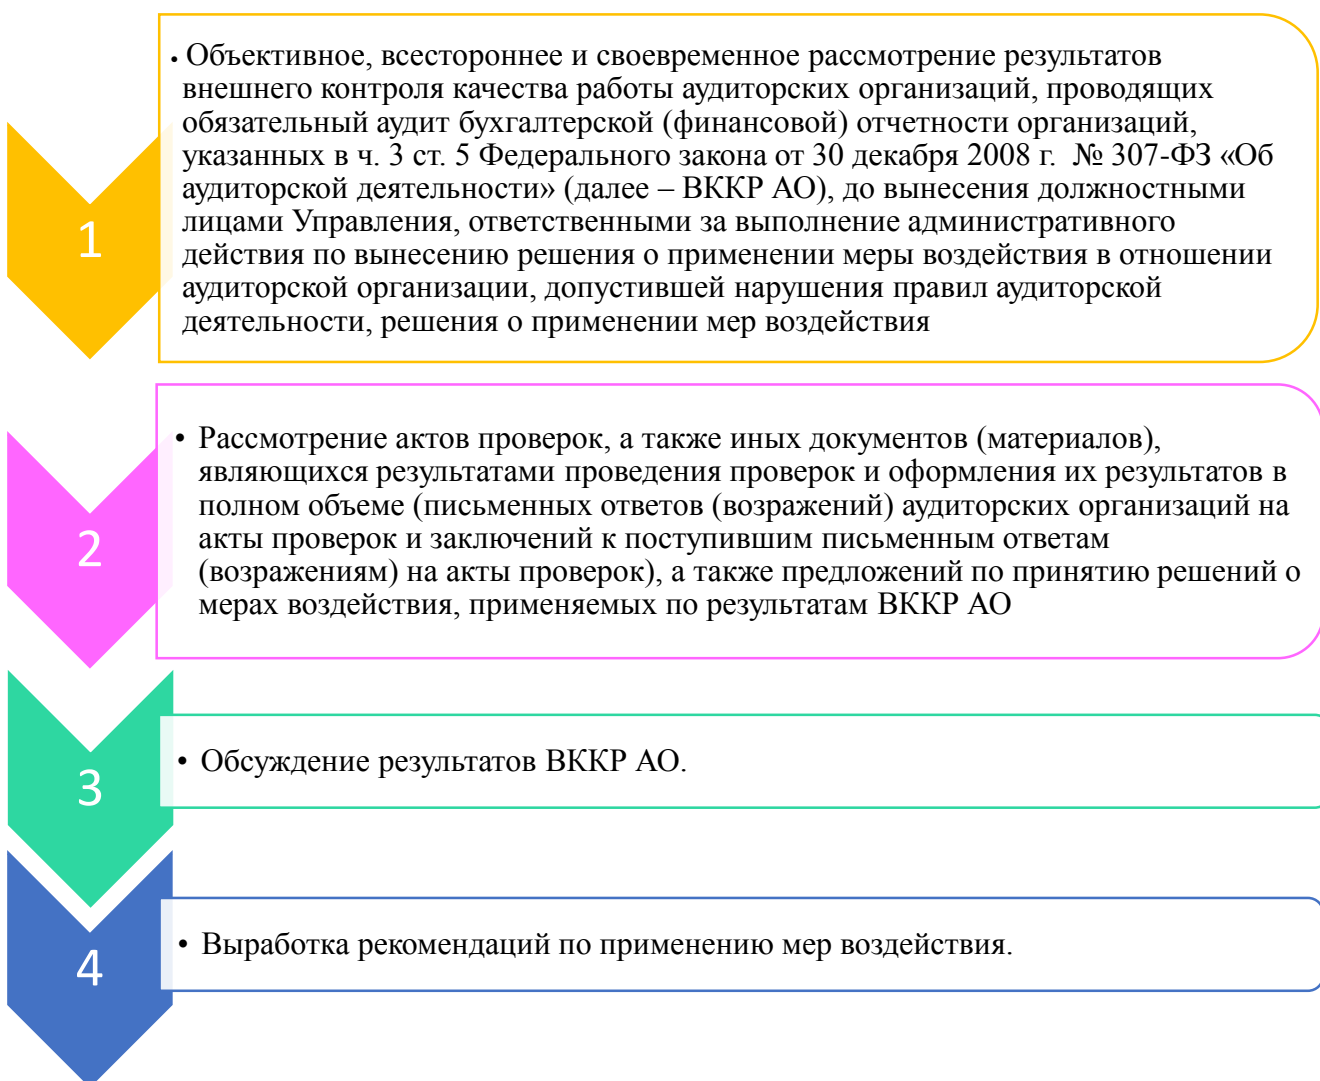 1
• Объективное, всестороннее и своевременное рассмотрение результатов
внешнего контроля качества работы аудиторских организаций, проводящих
обязательный аудит бухгалтерской (финансовой) отчетности организаций,
указанных в ч. 3 ст. 5 Федерального закона от 30 декабря 2008 г. № 307-ФЗ «Об
аудиторской деятельности» (далее – ВККР АО), до вынесения должностными
лицами Управления, ответственными за выполнение административного
действия по вынесению решения о применении меры воздействия в отношении
аудиторской организации, допустившей нарушения правил аудиторской
деятельности, решения о применении мер воздействия
2
• Рассмотрение актов проверок, а также иных документов (материалов),
являющихся результатами проведения проверок и оформления их результатов в
полном объеме (письменных ответов (возражений) аудиторских организаций на
акты проверок и заключений к поступившим письменным ответам
(возражениям) на акты проверок), а также предложений по принятию решений о
мерах воздействия, применяемых по результатам ВККР АО
3
• Обсуждение результатов ВККР АО.
4
• Выработка рекомендаций по применению мер воздействия.